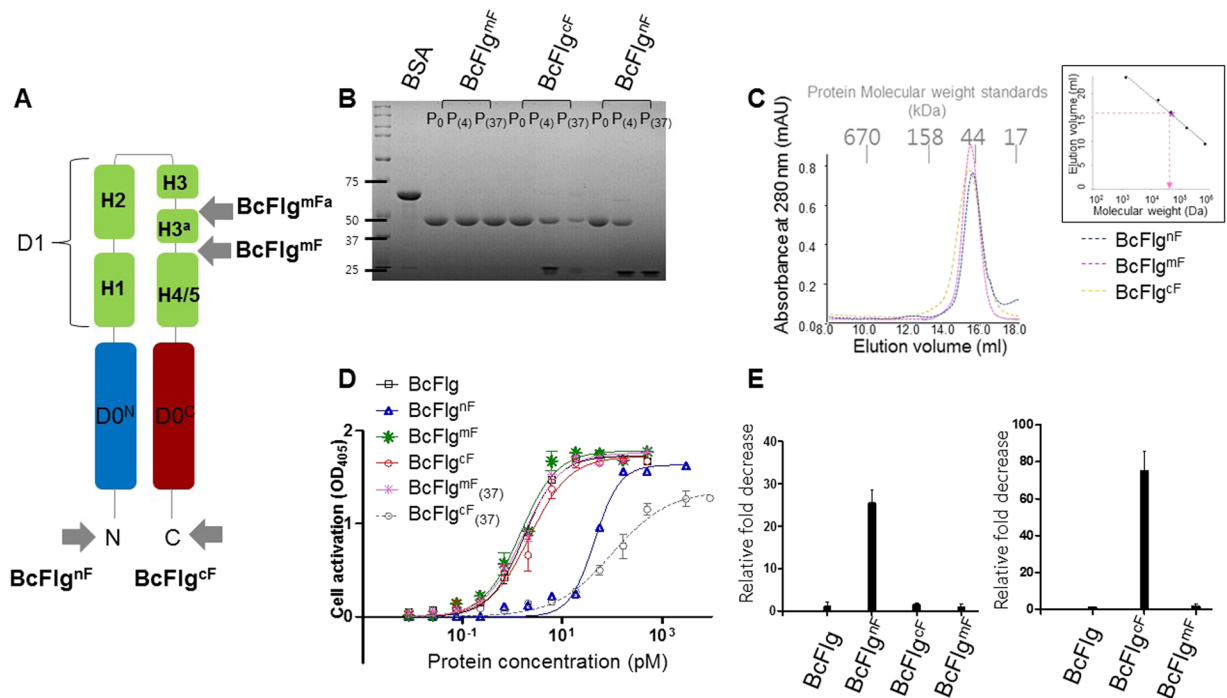 A
D1
H2
H3
H3ᵃ
H1
H4/5
BcFlgᵐᶠᵃ
BcFlgᵐᶠ
D0ᴺ
D0ᶜ
N
C
BcFlgⁿᶠ
BcFlgᶜᶠ
B
BSA
BcFlgᵐᶠ
BcFlgᶜᶠ
BcFlgⁿᶠ
P₀ P₍₄₎ P₍₃₇₎ P₀ P₍₄₎ P₍₃₇₎ P₀ P₍₄₎ P₍₃₇₎
75
50
37
25
C
Protein Molecular weight standards
(kDa)
670 158 44 17
Absorbance at 280 nm (mAU)
0.8
0.6
0.4
0.2
0.0
8.0 10.0 12.0 14.0 16.0 18.0
Elution volume (ml)
Elution volume (ml)
20
15
10
5
0
10³ 10⁴ 10⁵ 10⁶
Molecular weight (Da)
BcFlgⁿᶠ
BcFlgᵐᶠ
BcFlgᶜᶠ
D
BcFlg
BcFlgⁿᶠ
BcFlgᵐᶠ
BcFlgᶜᶠ
BcFlgᵐᶠ₍₃₇₎
BcFlgᶜᶠ₍₃₇₎
Cell activation (OD₄₀₅)
2
1
0
10⁻¹ 10¹ 10³
Protein concentration (pM)
E
Relative fold decrease
40
30
20
10
0
BcFlg
BcFlgⁿᶠ
BcFlgᶜᶠ
BcFlgᵐᶠ
Relative fold decrease
100
80
60
40
20
0
BcFlg
BcFlgᶜᶠ
BcFlgᵐᶠ